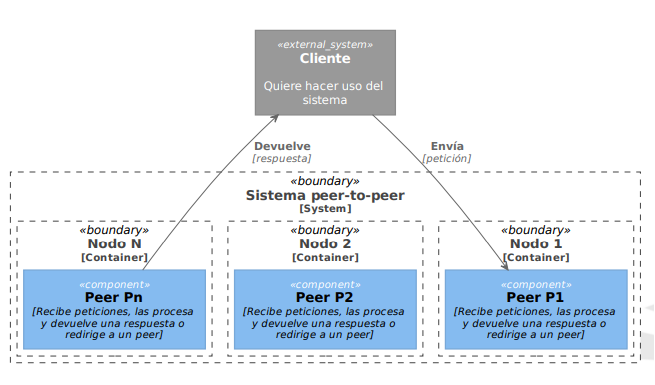 «external_system»
Cliente
Quiere hacer uso del
sistema
Devuelve
[respuesta]
Envía
[petición]
«boundary»
Sistema peer-to-peer
[System]
«boundary»
Nodo N
[Container]
«component»
Peer Pn
[Recibe peticiones, las procesa
y devuelve una respuesta o
redirige a un peer]
«boundary»
Nodo 2
[Container]
«component»
Peer P2
[Recibe peticiones, las procesa
y devuelve una respuesta o
redirige a un peer]
«boundary»
Nodo 1
[Container]
«component»
Peer P1
[Recibe peticiones, las procesa
y devuelve una respuesta o
redirige a un peer]